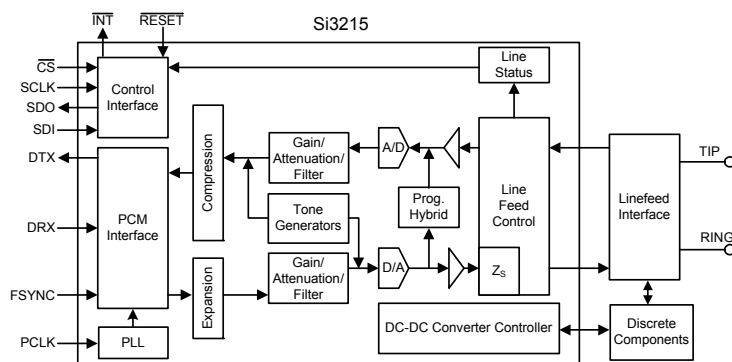 INT
RESET
Si3215
CS
SCLK
SDO
SDI
Control
Interface
Line
Status
DTX
DRX
FSYNC
PCLK
PCM
Interface
PLL
Compression
Expansion
Gain/
Attenuation/
Filter
Tone
Generators
Gain/
Attenuation/
Filter
A/D
Prog.
Hybrid
D/A
Line
Feed
Control
ZS
DC-DC Converter Controller
Linefeed
Interface
TIP
RING
Discrete
Components